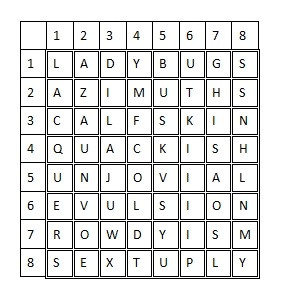 1 2 3 4 5 6 7 8
1 L A D Y B U G S
2 A Z I M U T H S
3 C A L F S K I N
4 Q U A C K I S H
5 U N J O V I A L
6 E V U L S I O N
7 R O W D Y I S M
8 S E X T U P L Y